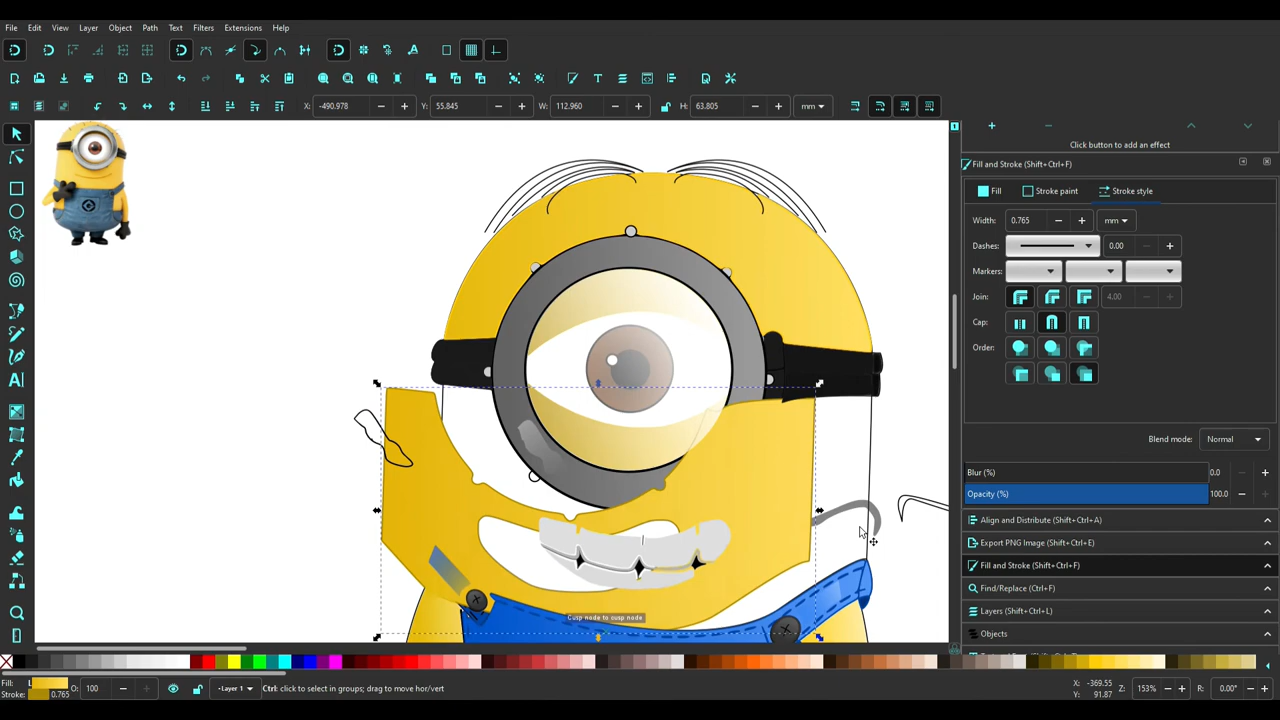 File Edit View Layer Object Path Text Filters Extensions Help
X: -490.978 Y: 55.845 W: 112.960 H: 63.805 mm
Click button to add an effect
Fill and Stroke (Shift+Ctrl+F)
Fill Stroke paint Stroke style
Width: 0.765 mm
Dashes: 0.00
Markers:
Join: 4.00
Cap:
Order:
Blend mode: Normal
Blur (%) 0.0
Opacity (%) 100.0
Align and Distribute (Shift+Ctrl+A)
Export PNG Image (Shift+Ctrl+E)
Fill and Stroke (Shift+Ctrl+F)
Find/Replace (Ctrl+F)
Layers (Shift+Ctrl+L)
Objects
Cusp node to cusp node
Fill: L
Stroke: 0.765
O: 100
Layer 1
Ctrl: click to select in groups; drag to move hor/vert
X: -369.55
Y: 91.87
Z: 153%
R: 0.00°